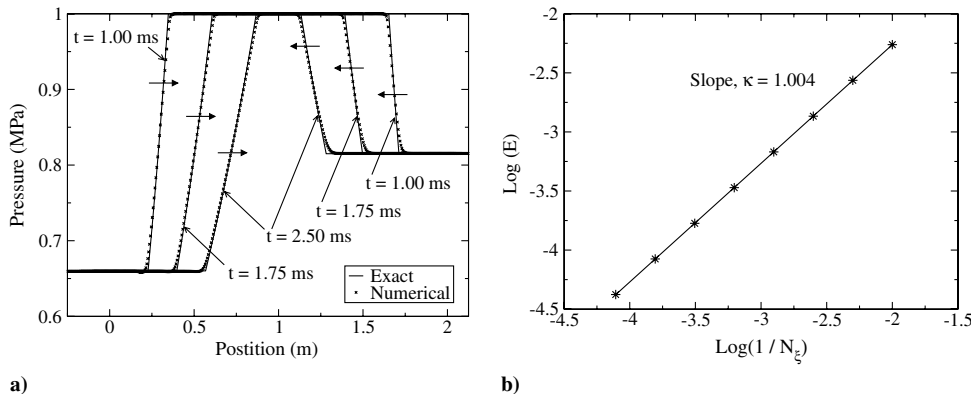 1
0.9
0.8
0.7
0.6
Pressure (MPa)
t = 1.00 ms
t = 1.00 ms
t = 1.75 ms
t = 2.50 ms
t = 1.75 ms
Exact
Numerical
0
0.5
1
1.5
2
Postition (m)
a)
-2
-2.5
-3
-3.5
-4
-4.5
Log (E)
Slope, κ = 1.004
-4.5
-4
-3.5
-3
-2.5
-2
-1.5
Log(1 / Nξ)
b)